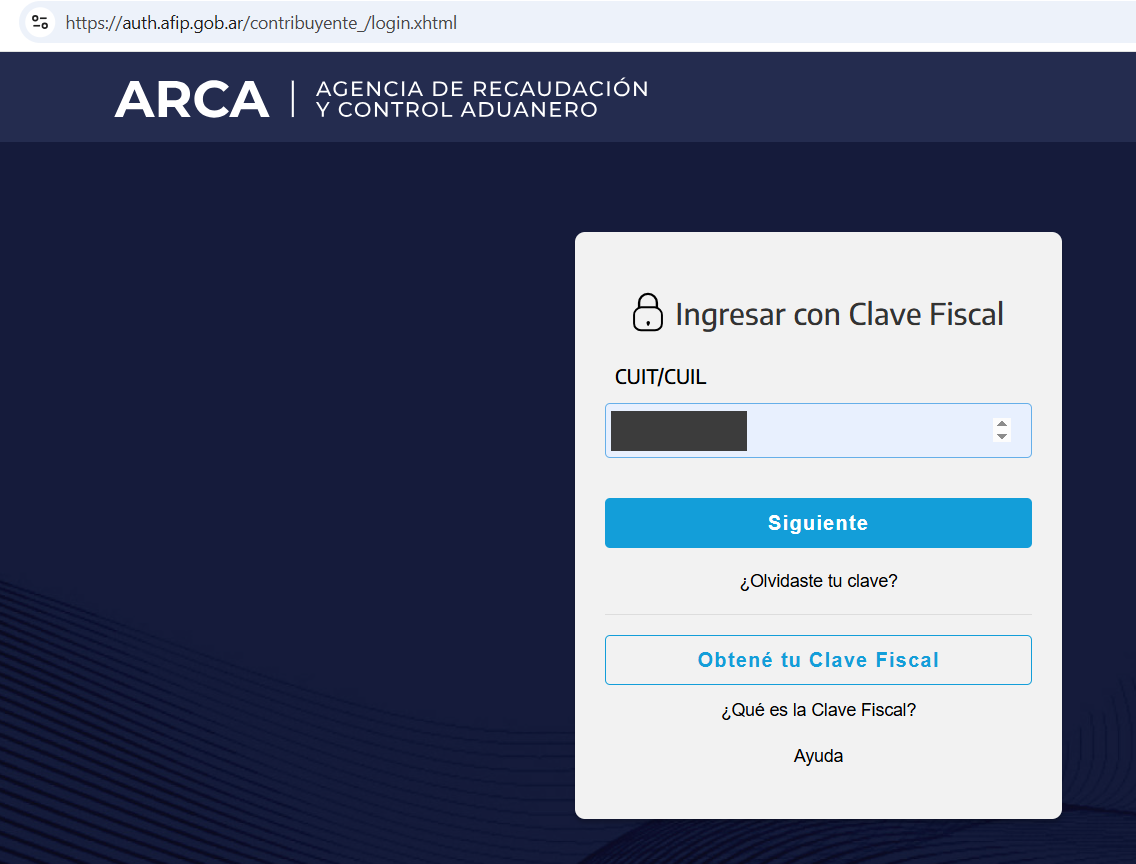 https://auth.afip.gob.ar/contribuyente_/login.xhtml
ARCA
AGENCIA DE RECAUDACIÓN
Y CONTROL ADUANERO
Ingresar con Clave Fiscal
CUIT/CUIL
Siguiente
¿Olvidaste tu clave?
Obtené tu Clave Fiscal
¿Qué es la Clave Fiscal?
Ayuda